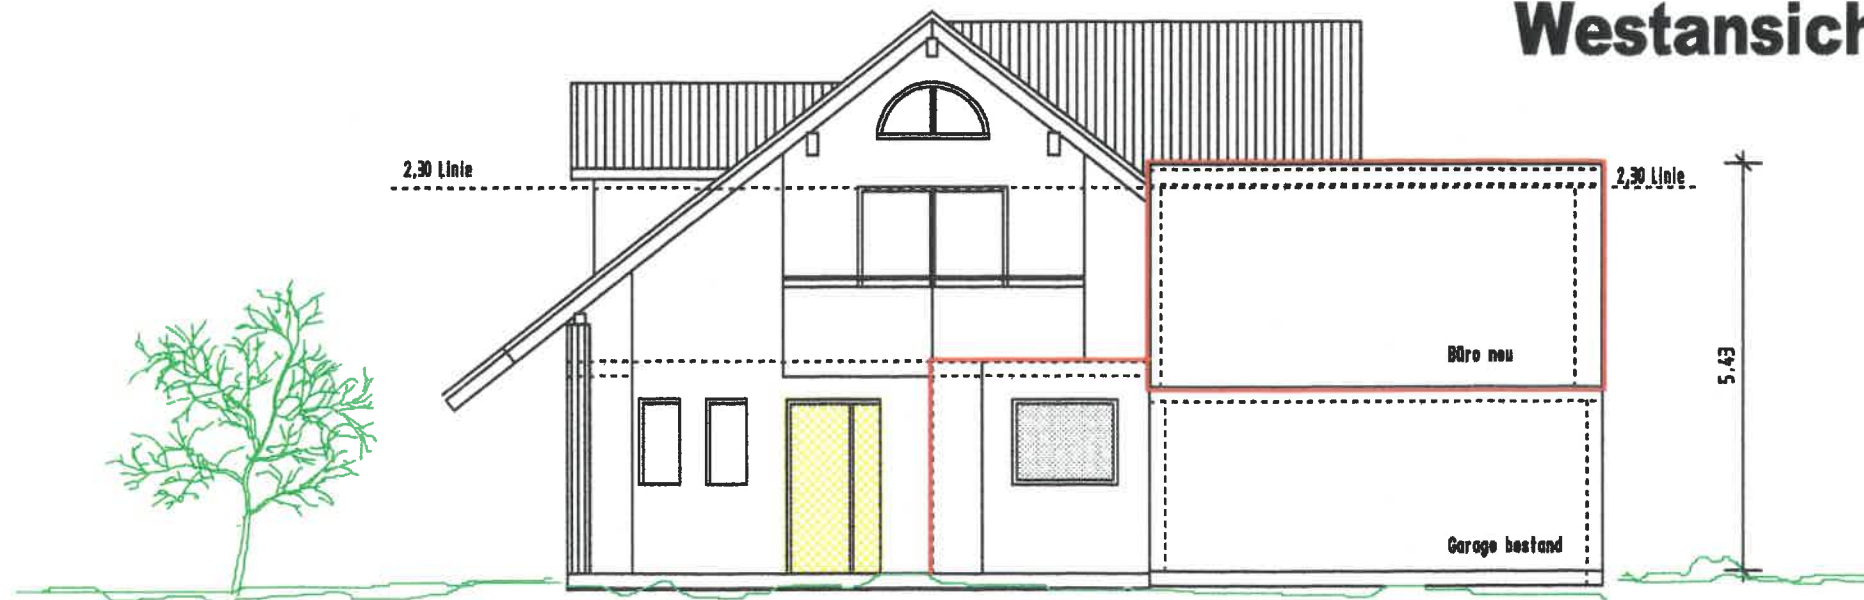 Westansich
2,30 Linie
2,30 Linie
Büro neu
5,43
Garage bestand